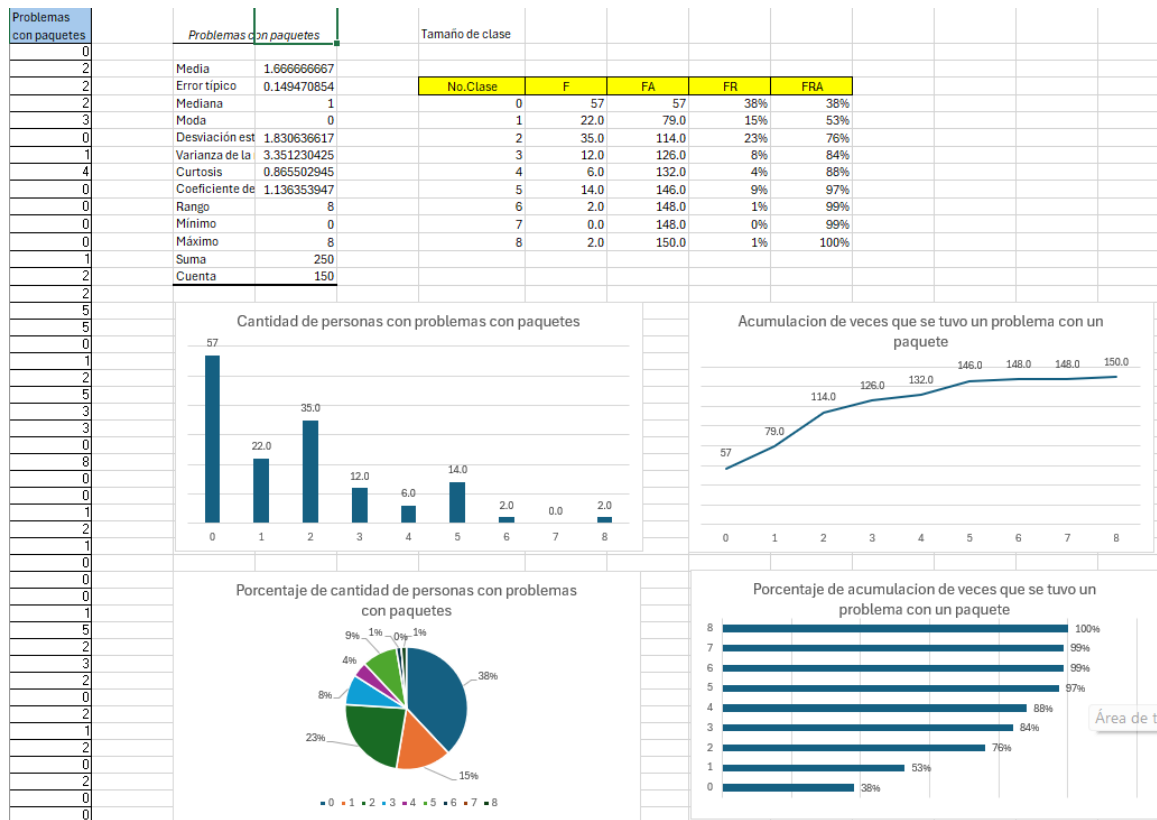 Problemas
con paquetes
0
2
2
2
3
0
1
4
0
0
0
0
1
2
2
5
5
0
1
2
5
3
3
0
8
0
0
1
2
1
0
0
0
1
5
2
3
2
0
2
1
2
0
2
0
0
Problemas con paquetes
Media 1.666666667
Error típico 0.149470854
Mediana 1
Moda 0
Desviación est 1.830636617
Varianza de la 3.351230425
Curtosis 0.865502945
Coeficiente de 1.136353947
Rango 8
Mínimo 0
Máximo 8
Suma 250
Cuenta 150
Tamaño de clase
No.Clase F FA FR FRA
0 57 57 38% 38%
1 22.0 79.0 15% 53%
2 35.0 114.0 23% 76%
3 12.0 126.0 8% 84%
4 6.0 132.0 4% 88%
5 14.0 146.0 9% 97%
6 2.0 148.0 1% 99%
7 0.0 148.0 0% 99%
8 2.0 150.0 1% 100%
Cantidad de personas con problemas con paquetes
57
22.0
35.0
12.0
6.0
14.0
2.0
0.0
2.0
0 1 2 3 4 5 6 7 8
Acumulacion de veces que se tuvo un problema con un
paquete
57
79.0
114.0
126.0
132.0
146.0
148.0
148.0
150.0
0 1 2 3 4 5 6 7 8
Porcentaje de cantidad de personas con problemas
con paquetes
38%
15%
23%
8%
4%
9%
1%
0%
1%
0 1 2 3 4 5 6 7 8
Porcentaje de acumulacion de veces que se tuvo un
problema con un paquete
8 100%
7 99%
6 99%
5 97%
4 88%
3 84%
2 76%
1 53%
0 38%
Área de t